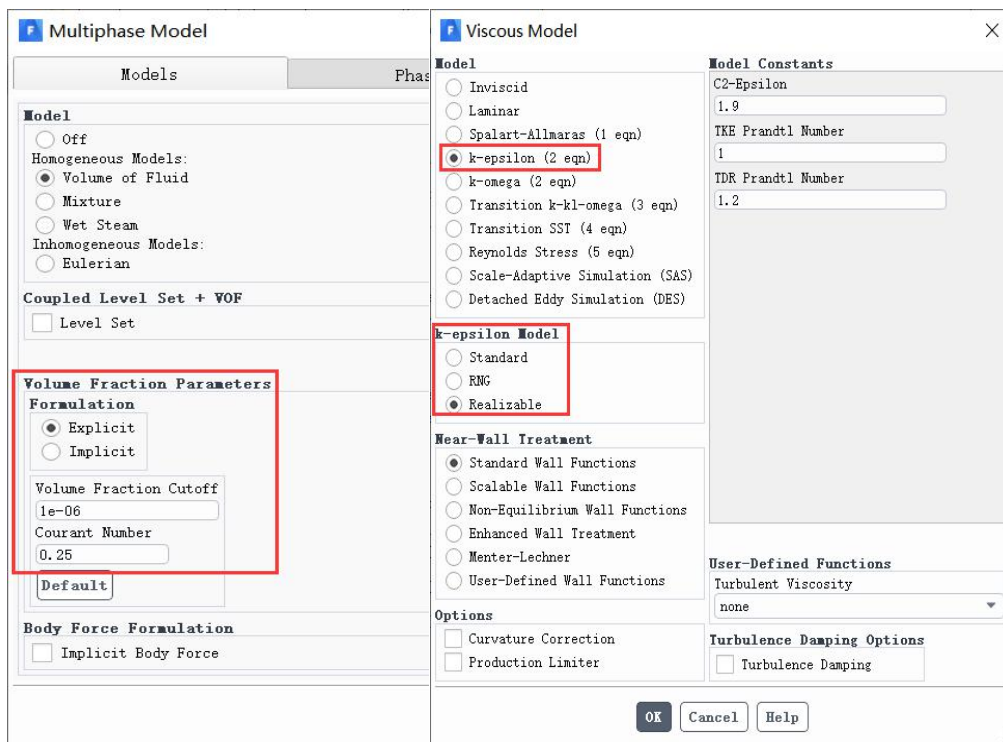 Multiphase Model
Models
Phas
Model
Off
Homogeneous Models:
Volume of Fluid
Mixture
Wet Steam
Inhomogeneous Models:
Eulerian
Coupled Level Set + VOF
Level Set
Volume Fraction Parameters
Formulation
Explicit
Implicit
Volume Fraction Cutoff
1e-06
Courant Number
0.25
Default
Body Force Formulation
Implicit Body Force
Viscous Model
Model
Inviscid
Laminar
Spalart-Allmaras (1 eqn)
k-epsilon (2 eqn)
k-omega (2 eqn)
Transition k-kl-omega (3 eqn)
Transition SST (4 eqn)
Reynolds Stress (5 eqn)
Scale-Adaptive Simulation (SAS)
Detached Eddy Simulation (DES)
k-epsilon Model
Standard
RNG
Realizable
Near-Wall Treatment
Standard Wall Functions
Scalable Wall Functions
Non-Equilibrium Wall Functions
Enhanced Wall Treatment
Menter-Lechner
User-Defined Wall Functions
Options
Curvature Correction
Production Limiter
Model Constants
C2-Epsilon
1.9
TKE Prandtl Number
1
TDR Prandtl Number
1.2
User-Defined Functions
Turbulent Viscosity
none
Turbulence Damping Options
Turbulence Damping
OK
Cancel
Help